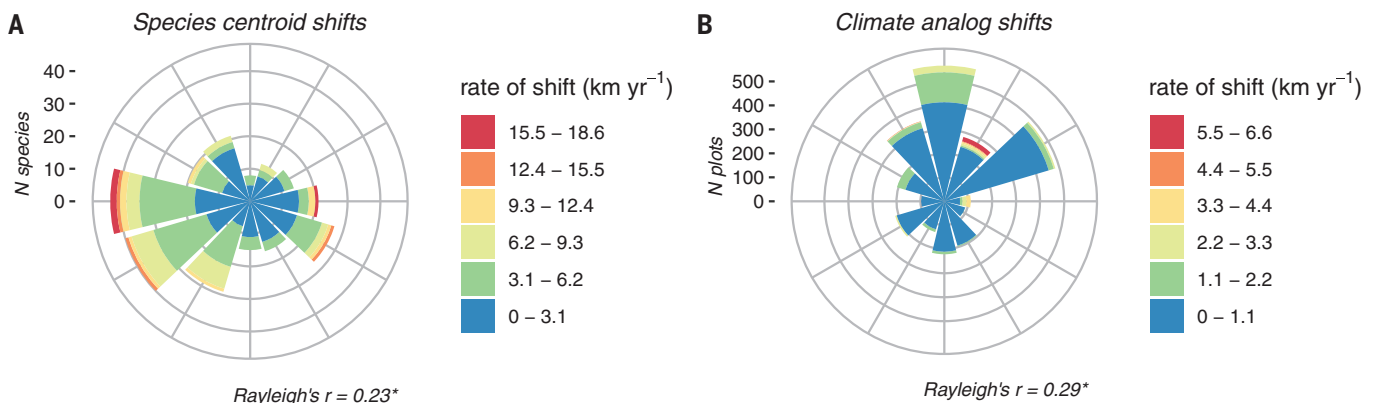 A
Species centroid shifts
40
30
20
10
0
N species
rate of shift (km yr⁻¹)
15.5 – 18.6
12.4 – 15.5
9.3 – 12.4
6.2 – 9.3
3.1 – 6.2
0 – 3.1
Rayleigh's r = 0.23*
B
Climate analog shifts
500
400
300
200
100
0
N plots
rate of shift (km yr⁻¹)
5.5 – 6.6
4.4 – 5.5
3.3 – 4.4
2.2 – 3.3
1.1 – 2.2
0 – 1.1
Rayleigh's r = 0.29*